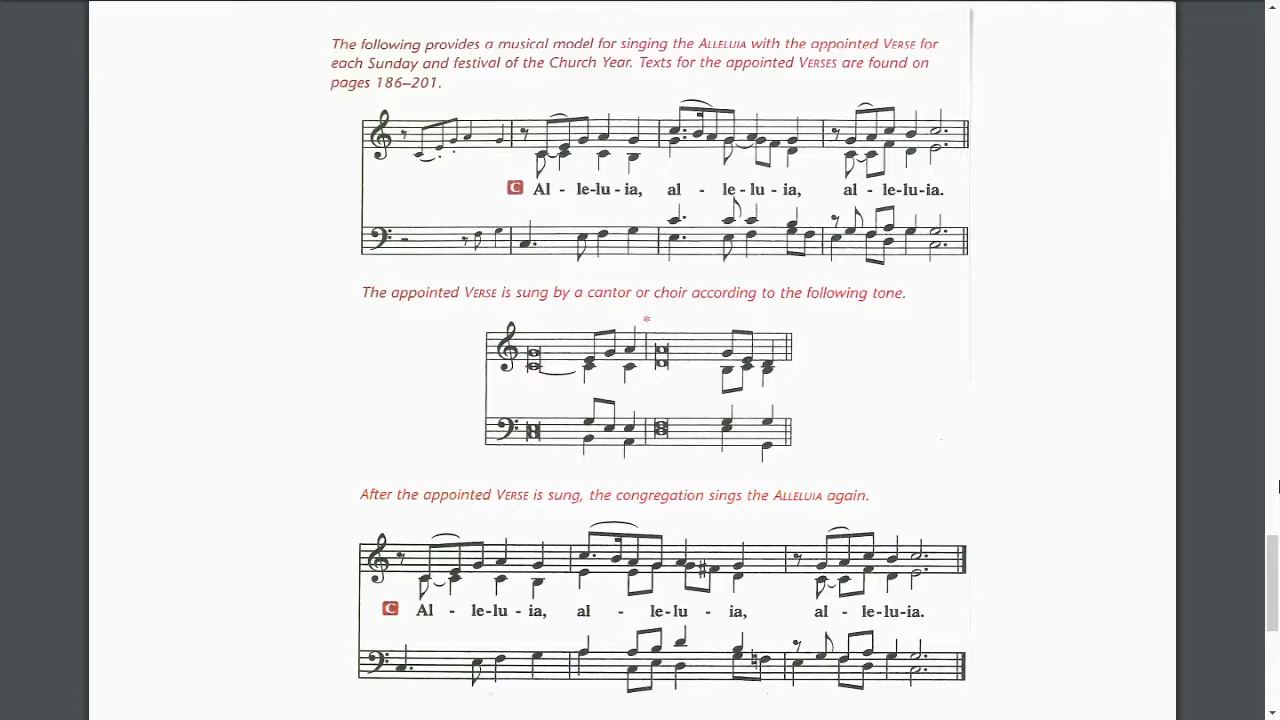 The following provides a musical model for singing the ALLELUIA with the appointed VERSE for
each Sunday and festival of the Church Year. Texts for the appointed VERSES are found on
pages 186–201.
C Al - le-lu - ia, al - le - lu - ia, al - le-lu-ia.
The appointed VERSE is sung by a cantor or choir according to the following tone.
*
After the appointed VERSE is sung, the congregation sings the ALLELUIA again.
C Al - le-lu - ia, al - le-lu - ia, al - le-lu-ia.